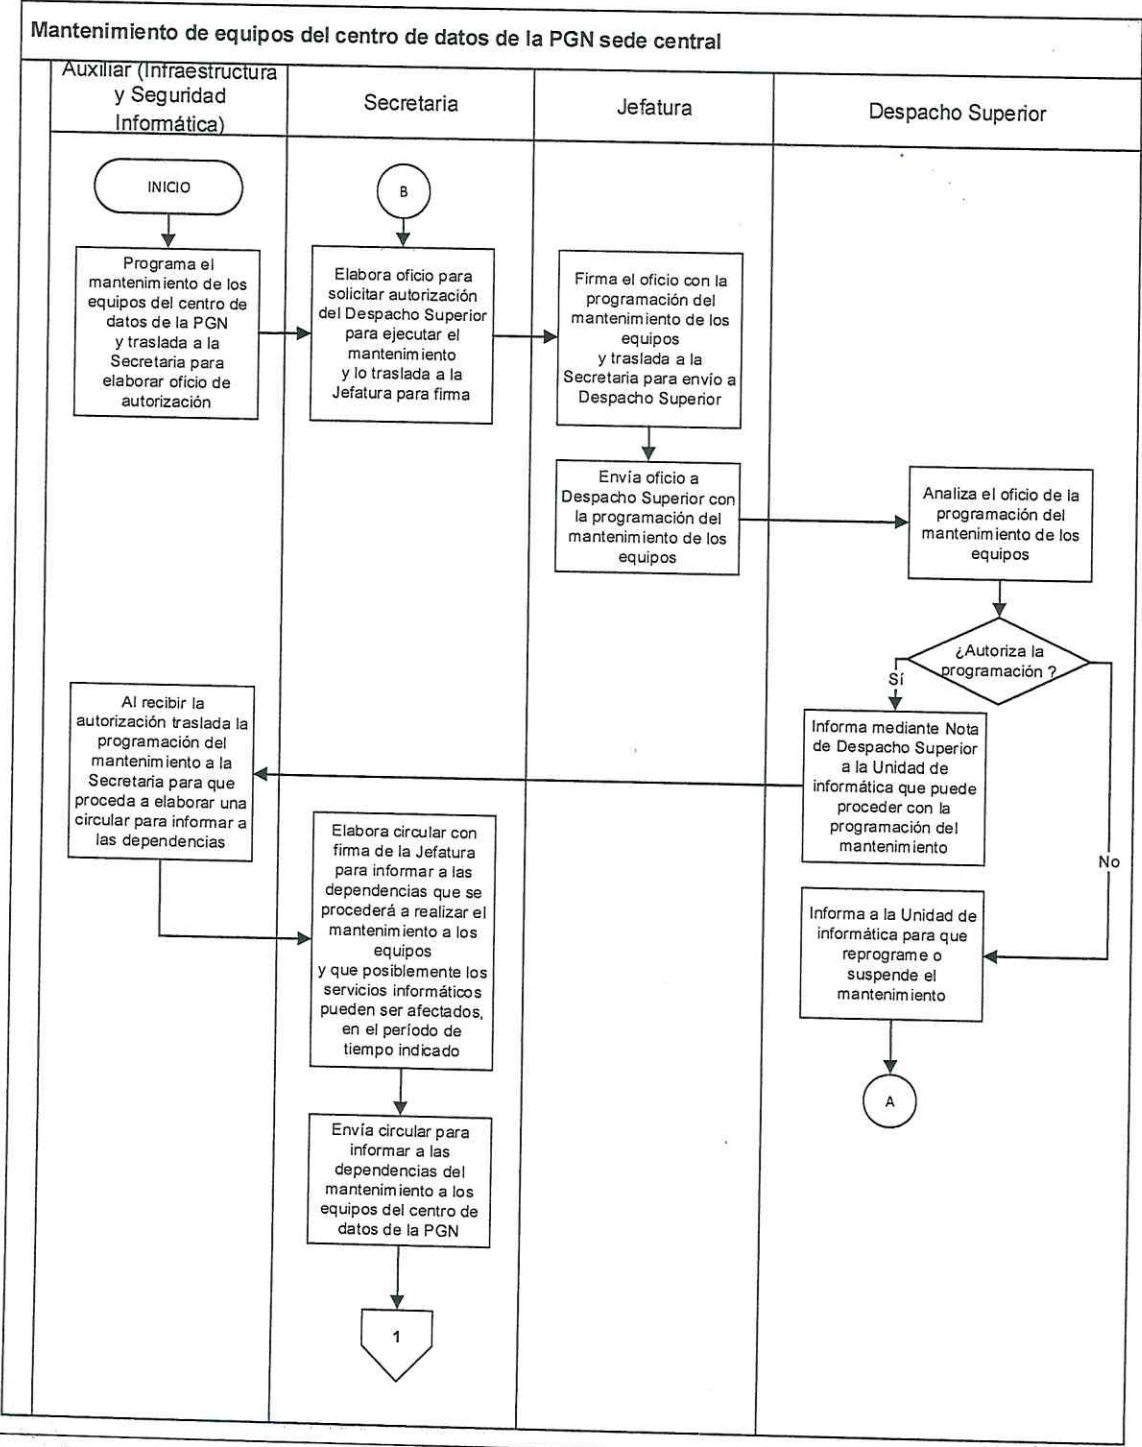 Mantenimiento de equipos del centro de datos de la PGN sede central
Auxiliar (Infraestructura
y Seguridad
Informática)
Secretaria
Jefatura
Despacho Superior
INICIO
B
Programa el
mantenimiento de los
equipos del centro de
datos de la PGN
y traslada a la
Secretaria para
elaborar oficio de
autorización
Elabora oficio para
solicitar autorización
del Despacho Superior
para ejecutar el
mantenimiento
y lo traslada a la
Jefatura para firma
Firma el oficio con la
programación del
mantenimiento de los
equipos
y traslada a la
Secretaria para envío a
Despacho Superior
Envía oficio a
Despacho Superior con
la programación del
mantenimiento de los
equipos
Analiza el oficio de la
programación del
mantenimiento de los
equipos
¿Autoriza la
programación ?
Sí
No
Informa mediante Nota
de Despacho Superior
a la Unidad de
informática que puede
proceder con la
programación del
mantenimiento
Al recibir la
autorización traslada la
programación del
mantenimiento a la
Secretaria para que
proceda a elaborar una
circular para informar a
las dependencias
Elabora circular con
firma de la Jefatura
para informar a las
dependencias que se
procederá a realizar el
mantenimiento a los
equipos
y que posiblemente los
servicios informáticos
pueden ser afectados,
en el período de
tiempo indicado
Informa a la Unidad de
informática para que
reprograme o
suspende el
mantenimiento
A
Envía circular para
informar a las
dependencias del
mantenimiento a los
equipos del centro de
datos de la PGN
1